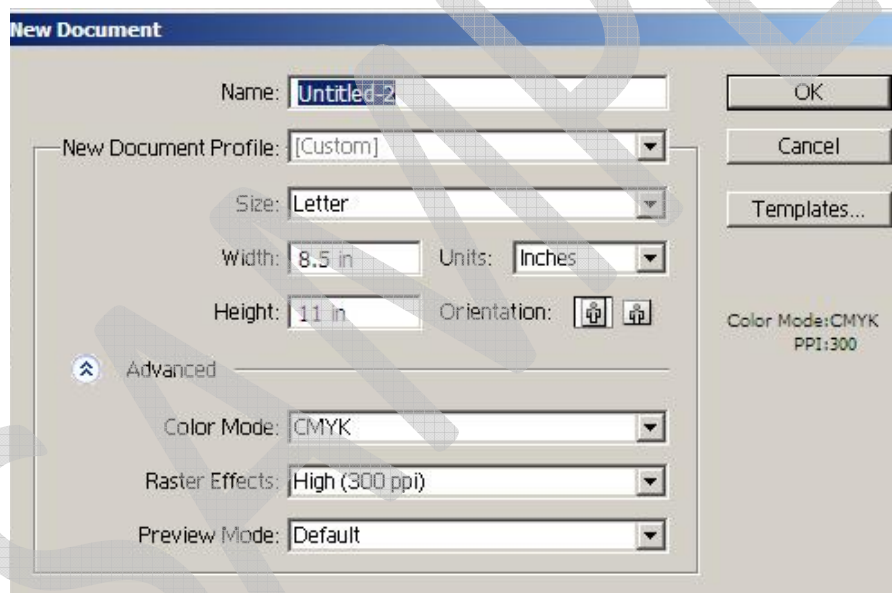 New Document
Name: Untitled-2
OK
New Document Profile: [Custom]
Cancel
Size: Letter
Templates...
Width: 8.5 in Units: Inches
Height: 11 in Orientation:
Color Mode:CMYK
PPI:300
Advanced
Color Mode: CMYK
Raster Effects: High (300 ppi)
Preview Mode: Default
SAMPLE